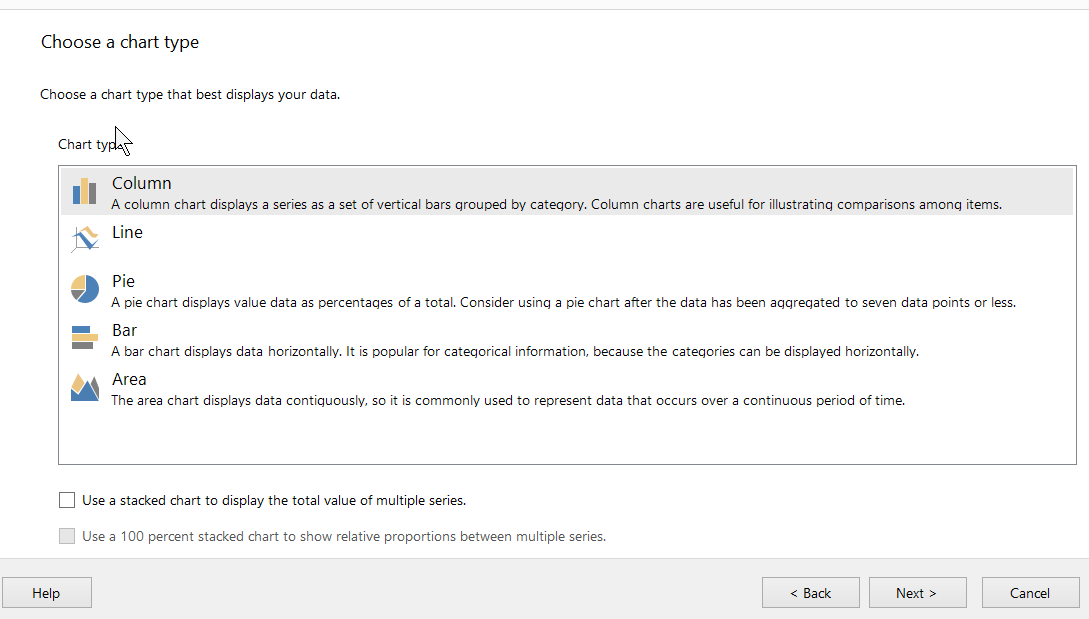 Choose a chart type
Choose a chart type that best displays your data.
Chart type
Column
A column chart displays a series as a set of vertical bars grouped by category. Column charts are useful for illustrating comparisons among items.
Line
Pie
A pie chart displays value data as percentages of a total. Consider using a pie chart after the data has been aggregated to seven data points or less.
Bar
A bar chart displays data horizontally. It is popular for categorical information, because the categories can be displayed horizontally.
Area
The area chart displays data contiguously, so it is commonly used to represent data that occurs over a continuous period of time.
Use a stacked chart to display the total value of multiple series.
Use a 100 percent stacked chart to show relative proportions between multiple series.
Help
< Back
Next >
Cancel